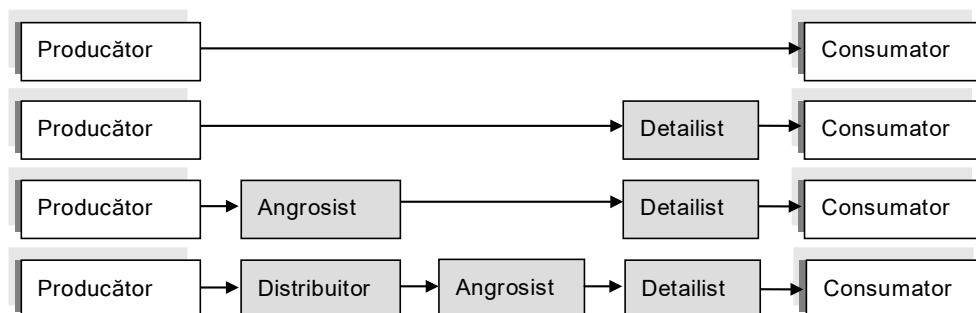 Producător Consumator
Producător Detailist Consumator
Producător Angrosist Detailist Consumator
Producător Distribuitor Angrosist Detailist Consumator